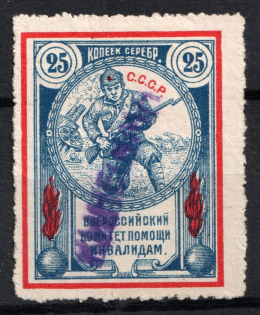 25 КОПЕЕК СЕРЕБР. 25
С.С.С.Р.
ВСЕРОССИЙСКИЙ
КОМИТЕТ ПОМОЩИ
ИНВАЛИДАМ.